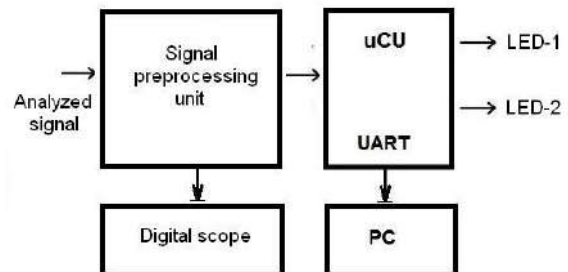 Signal
preprocessing
unit
Analyzed
signal
uCU
UART
LED-1
LED-2
Digital scope
PC